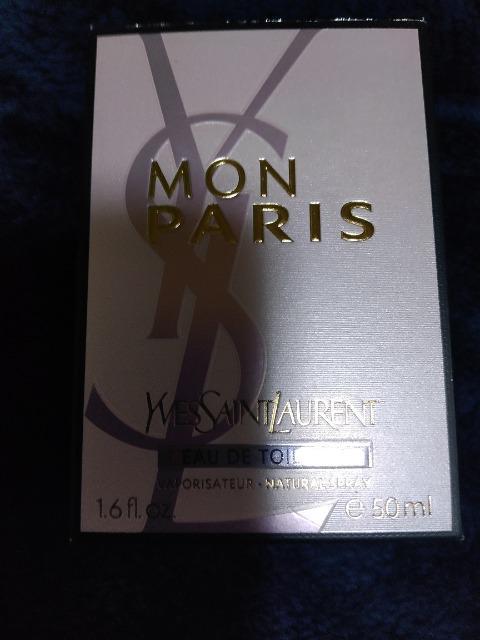 MON
PARIS
YVESSAINTLAURENT
EAU DE
VAPORISATEUR • NATURAL SPRAY
1.6 fl. oz. e 50 ml